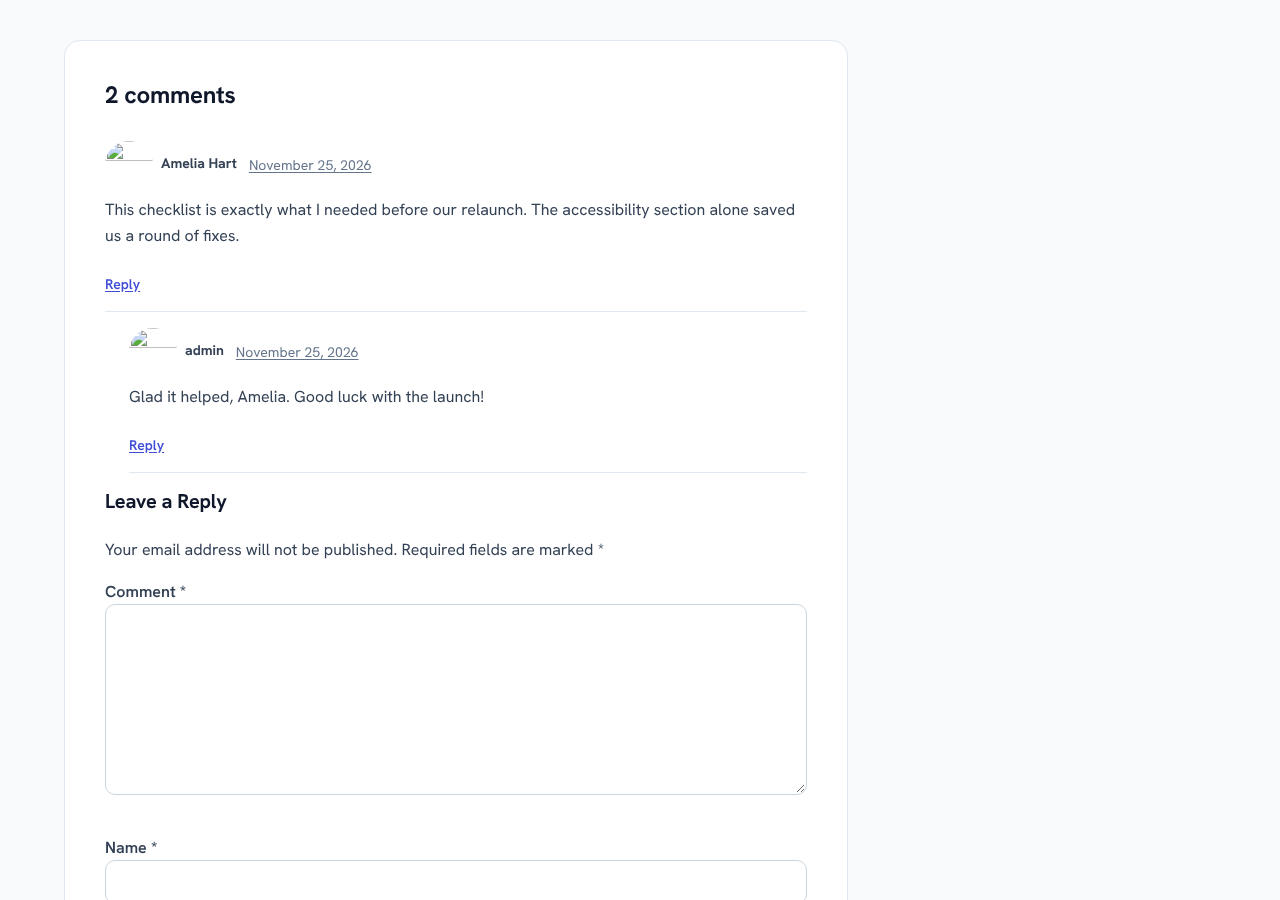 2 comments
Amelia Hart November 25, 2026
This checklist is exactly what I needed before our relaunch. The accessibility section alone saved
us a round of fixes.
Reply
admin November 25, 2026
Glad it helped, Amelia. Good luck with the launch!
Reply
Leave a Reply
Your email address will not be published. Required fields are marked *
Comment *
Name *